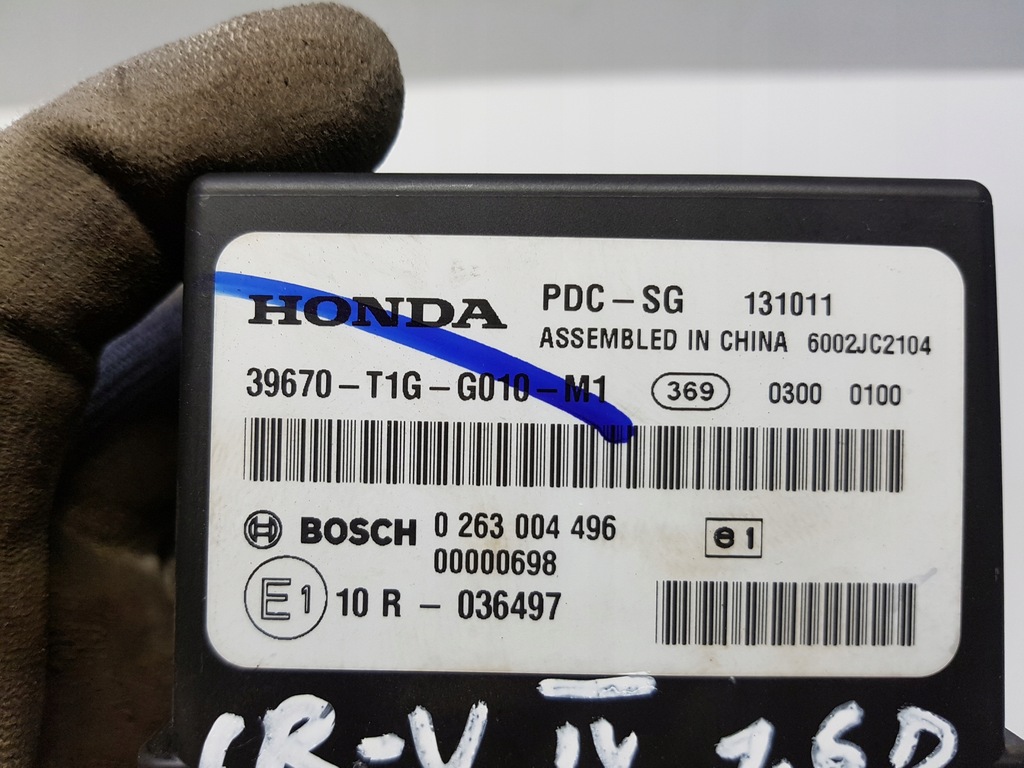 HONDA PDC-SG 131011
ASSEMBLED IN CHINA 6002JC2104
39670-T1G-G010-M1 369 0300 0100
BOSCH 0 263 004 496
e1
00000698
E1 10 R - 036497
CR-V IV 1.6D